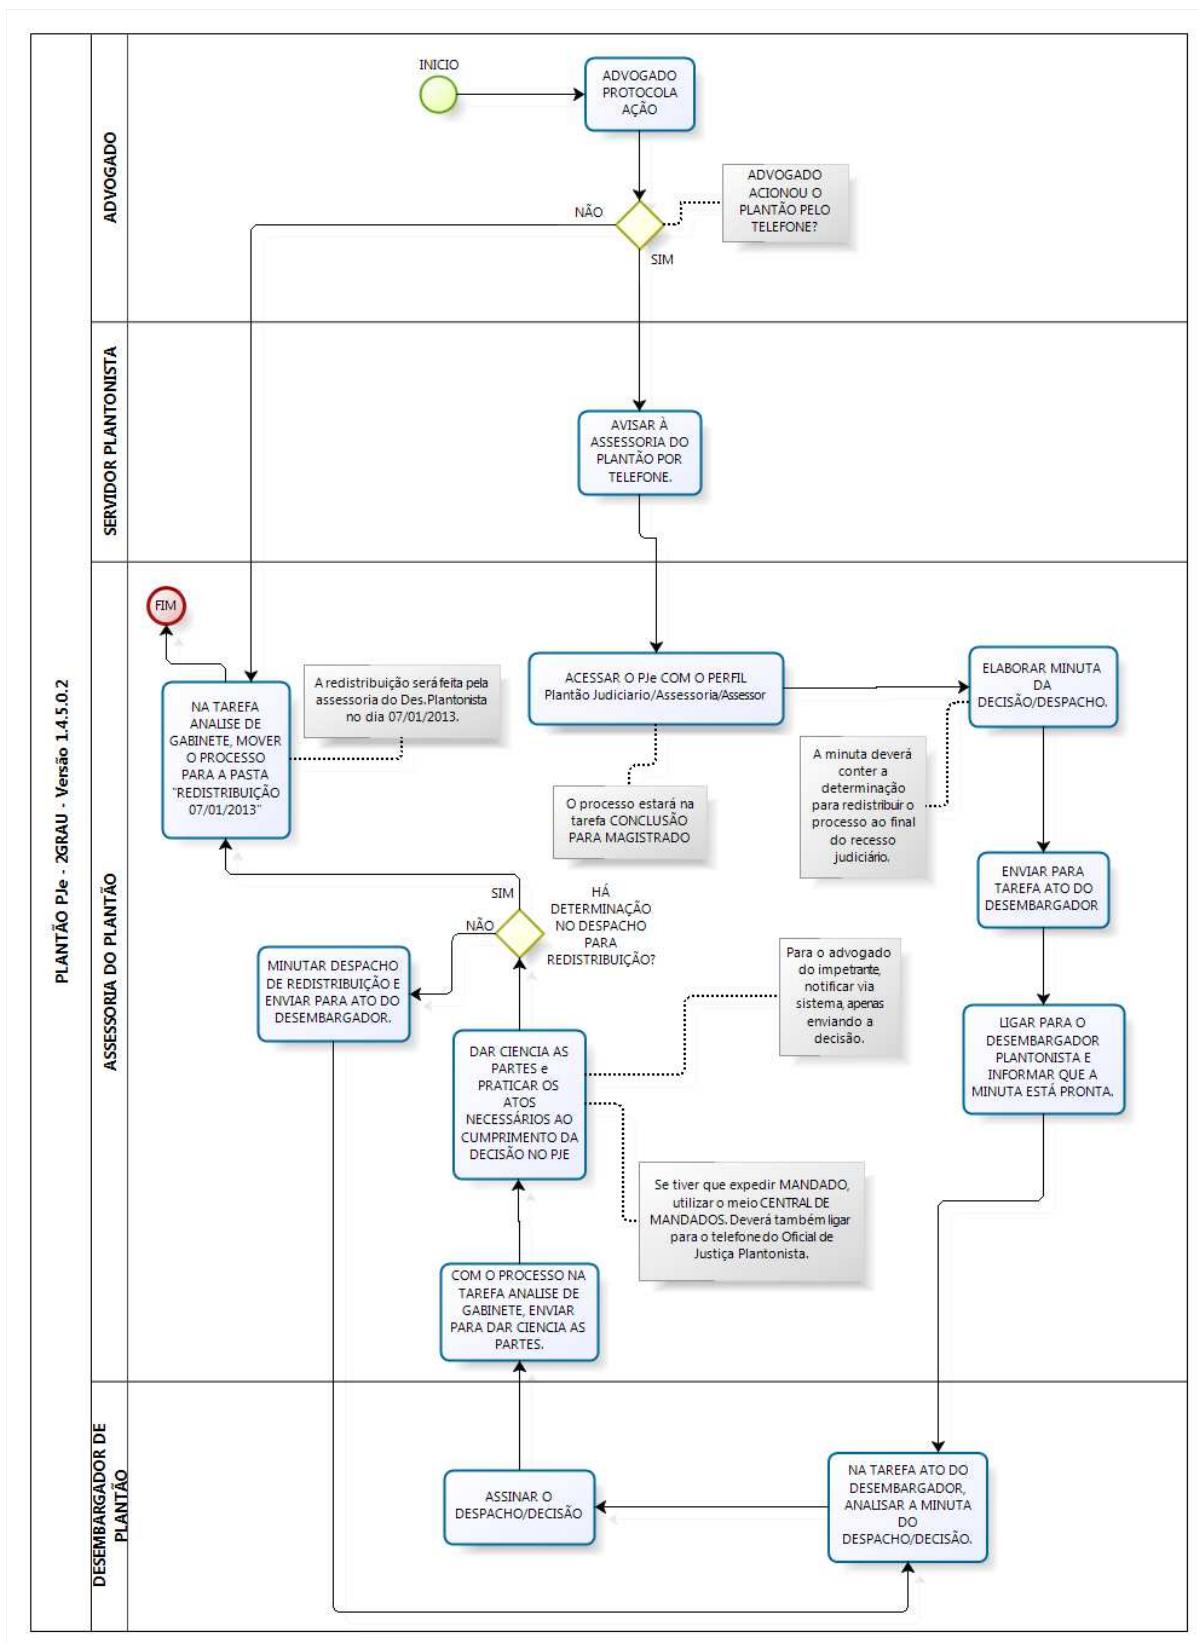 PLANTÃO PJe - 2GRAU - Versão 1.4.5.0.2
ADVOGADO
INICIO
ADVOGADO
PROTOCOLA
AÇÃO
ADVOGADO
ACIONOU O
PLANTÃO PELO
TELEFONE?
NÃO
SIM
SERVIDOR PLANTONISTA
AVISAR À
ASSESSORIA DO
PLANTÃO POR
TELEFONE.
ASSESSORIA DO PLANTÃO
FIM
NA TAREFA
ANALISE DE
GABINETE, MOVER
O PROCESSO
PARA A PASTA
"REDISTRIBUIÇÃO
07/01/2013"
A redistribuição será feita pela
assessoria do Des.Plantonista
no dia 07/01/2013.
ACESSAR O PJe COM O PERFIL
Plantão Judiciario/Assessoria/Assessor
ELABORAR MINUTA
DA
DECISÃO/DESPACHO.
O processo estará na
tarefa CONCLUSÃO
PARA MAGISTRADO
A minuta deverá
conter a
determinação
para redistribuir o
processo ao final
do recesso
judiciário.
ENVIAR PARA
TAREFA ATO DO
DESEMBARGADOR
SIM
NÃO
HÁ
DETERMINAÇÃO
NO DESPACHO
PARA
REDISTRIBUIÇÃO?
MINUTAR DESPACHO
DE REDISTRIBUIÇÃO E
ENVIAR PARA ATO DO
DESEMBARGADOR.
Para o advogado
do impetrante,
notificar via
sistema, apenas
enviando a
decisão.
LIGAR PARA O
DESEMBARGADOR
PLANTONISTA E
INFORMAR QUE A
MINUTA ESTÁ PRONTA.
DAR CIENCIA AS
PARTES e
PRATICAR OS
ATOS
NECESSÁRIOS AO
CUMPRIMENTO DA
DECISÃO NO PJE
Se tiver que expedir MANDADO,
utilizar o meio CENTRAL DE
MANDADOS. Deverá também ligar
para o telefone do Oficial de
Justiça Plantonista.
COM O PROCESSO NA
TAREFA ANALISE DE
GABINETE, ENVIAR
PARA DAR CIENCIA AS
PARTES.
DESEMBARGADOR DE
PLANTÃO
ASSINAR O
DESPACHO/DECISÃO
NA TAREFA ATO DO
DESEMBARGADOR,
ANALISAR A MINUTA
DO
DESPACHO/DECISÃO.